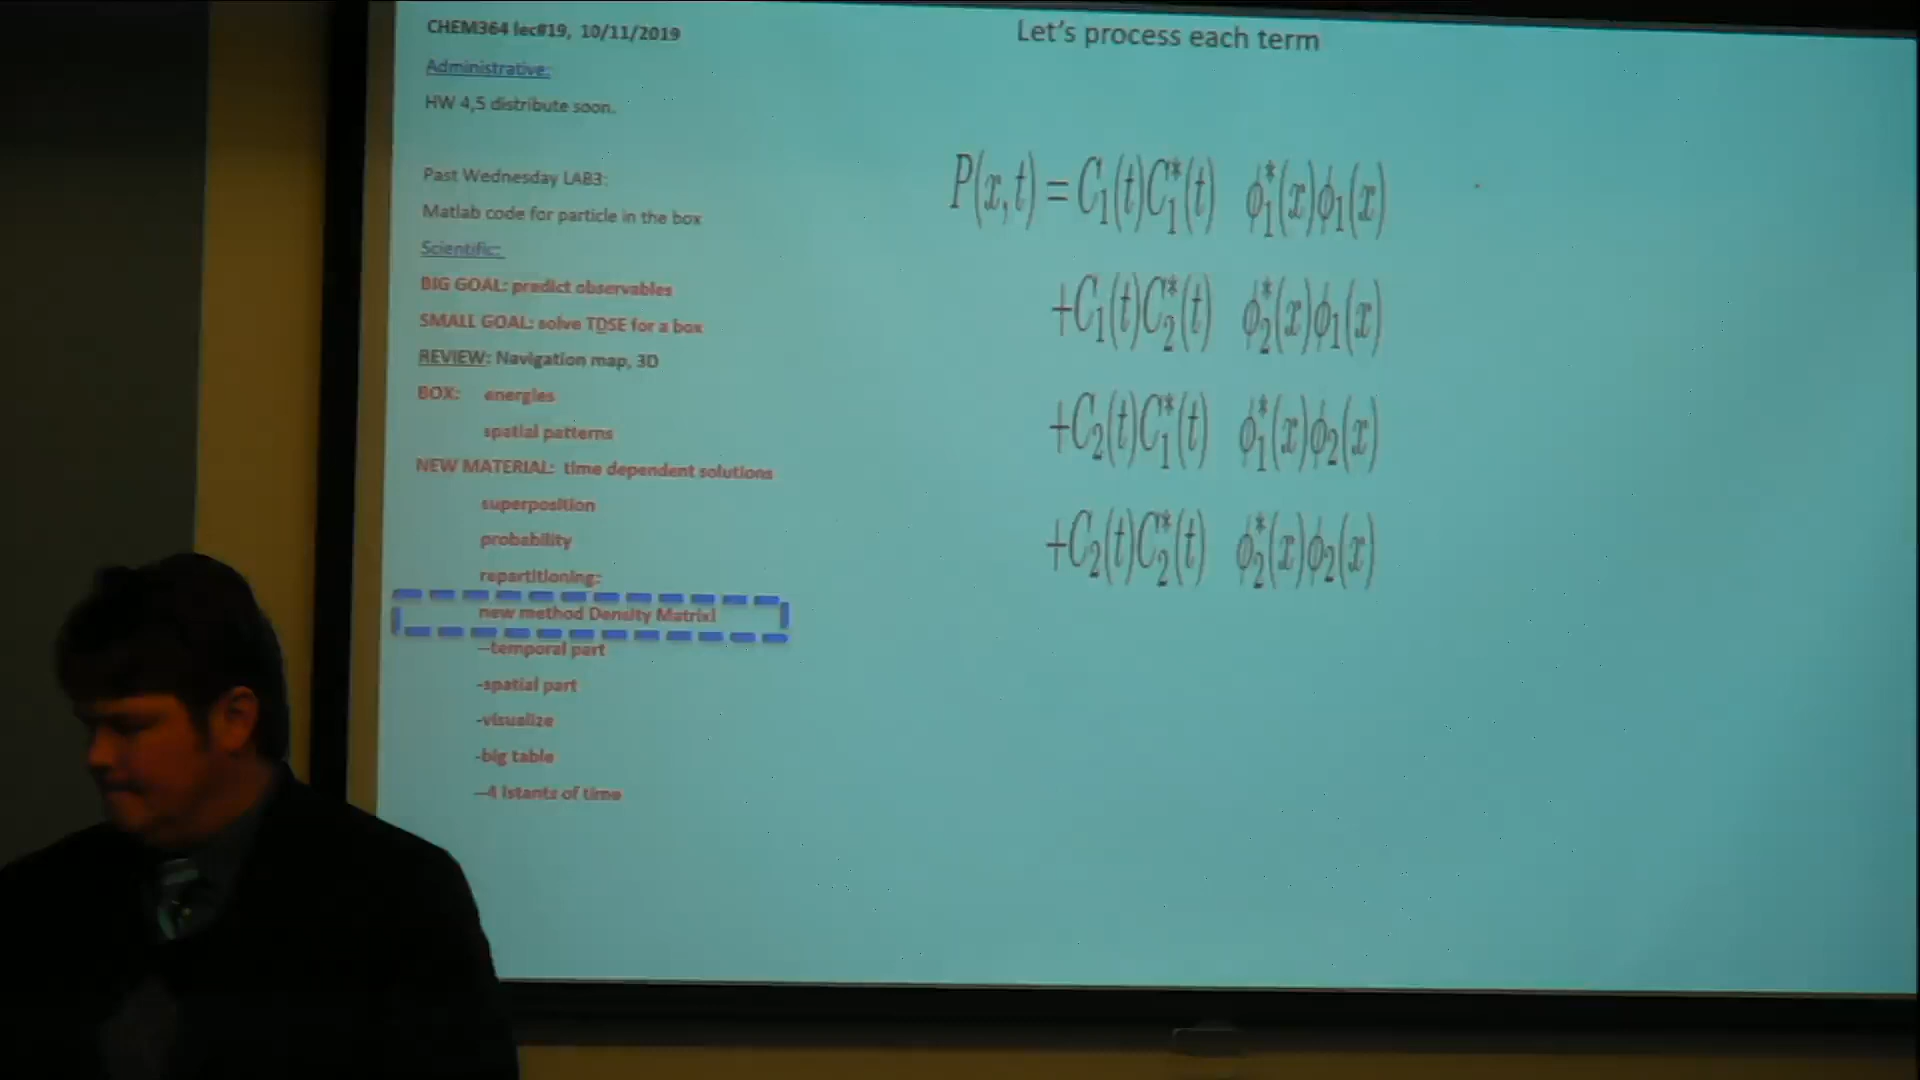 CHEM364 lec#19, 10/11/2019
Administrative:
HW 4,5 distribute soon.
Past Wednesday LAB3:
Matlab code for particle in the box
Scientific:
BIG GOAL: predict observables
SMALL GOAL: solve TDSE for a box
REVIEW: Navigation map, 3D
BOX: energies
spatial patterns
NEW MATERIAL: time dependent solutions
superposition
probability
repartitioning:
new method Density Matrix!
--temporal part
-spatial part
-visualize
-big table
--4 Istants of time
Let's process each term
P(x,t) = C₁(t)C₁*(t) ϕ₁*(x)ϕ₁(x)
+C₁(t)C₂*(t) ϕ₂*(x)ϕ₁(x)
+C₂(t)C₁*(t) ϕ₁*(x)ϕ₂(x)
+C₂(t)C₂*(t) ϕ₂*(x)ϕ₂(x)